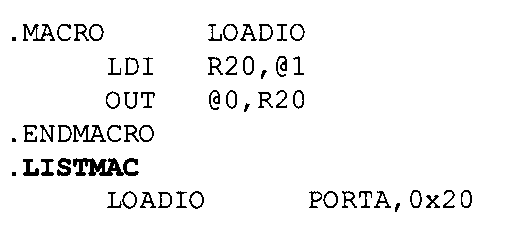 .MACRO LOADIO
LDI R20,@1
OUT @0,R20
.ENDMACRO
.LISTMAC
LOADIO PORTA,0x20